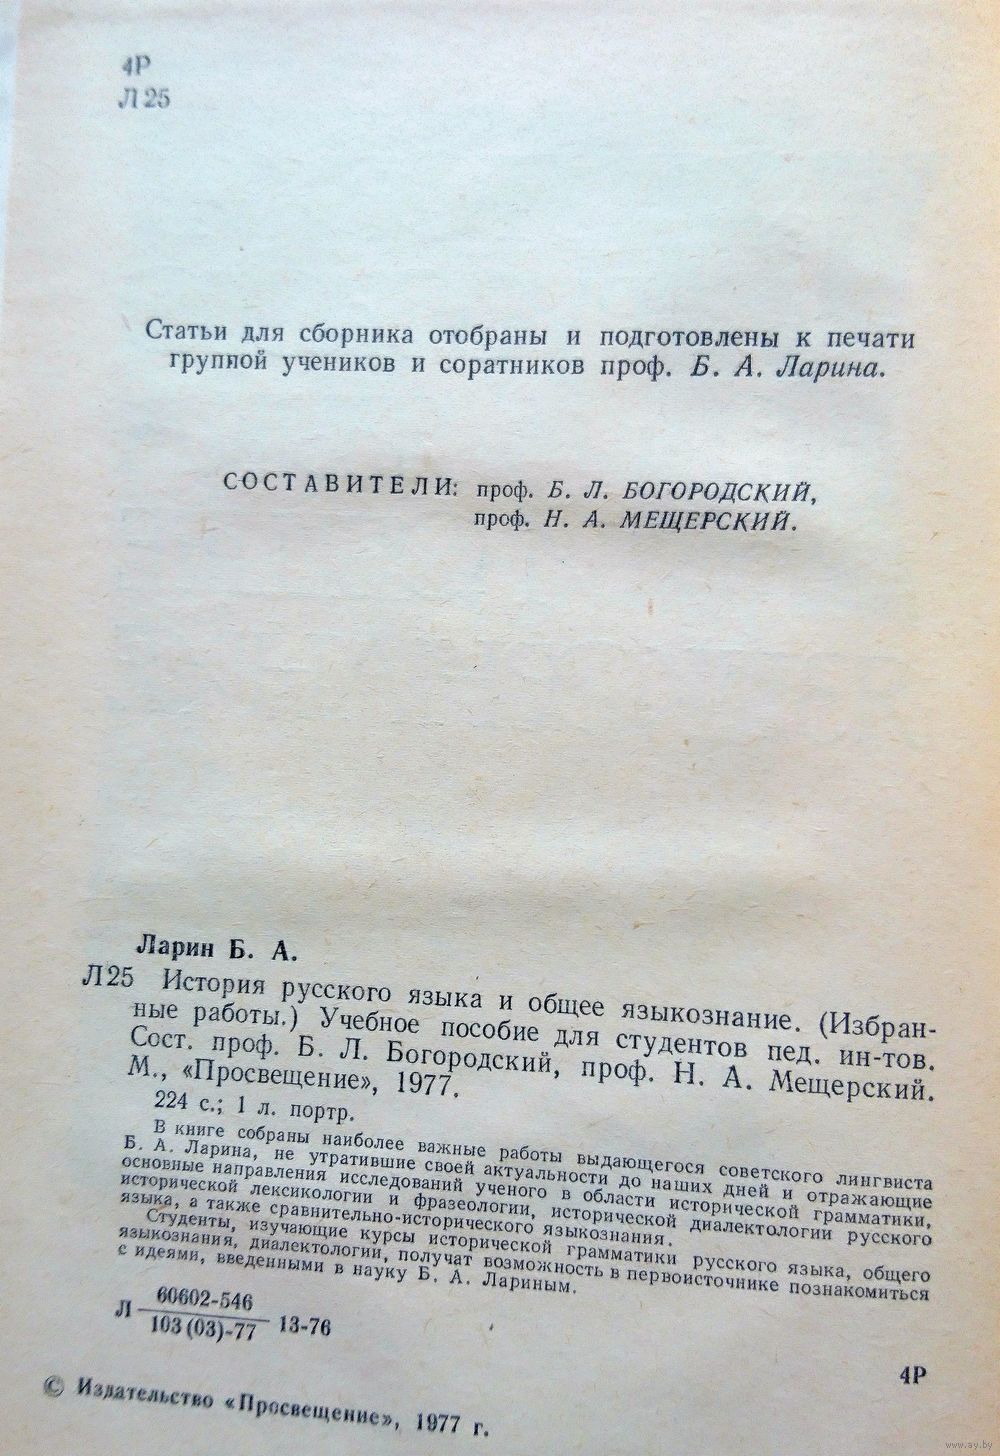 4Р
Л 25
Статьи для сборника отобраны и подготовлены к печати
группой учеников и соратников проф. Б. А. Ларина.
СОСТАВИТЕЛИ: проф. Б. Л. БОГОРОДСКИЙ,
проф. Н. А. МЕЩЕРСКИЙ.
Ларин Б. А.
Л25 История русского языка и общее языкознание. (Избран-
ные работы.) Учебное пособие для студентов пед. ин-тов.
Сост. проф. Б. Л. Богородский, проф. Н. А. Мещерский.
М., «Просвещение», 1977.
224 с.; 1 л. портр.
В книге собраны наиболее важные работы выдающегося советского лингвиста
Б. А. Ларина, не утратившие своей актуальности до наших дней и отражающие
основные направления исследований ученого в области исторической грамматики,
исторической лексикологии и фразеологии, исторической диалектологии русского
языка, а также сравнительно-исторического языкознания.
Студенты, изучающие курсы исторической грамматики русского языка, общего
языкознания, диалектологии, получат возможность в первоисточнике познакомиться
с идеями, введенными в науку Б. А. Лариным.
60602-546
Л 13-76
103(03)-77
4Р
© Издательство «Просвещение», 1977 г.
www.ay.by